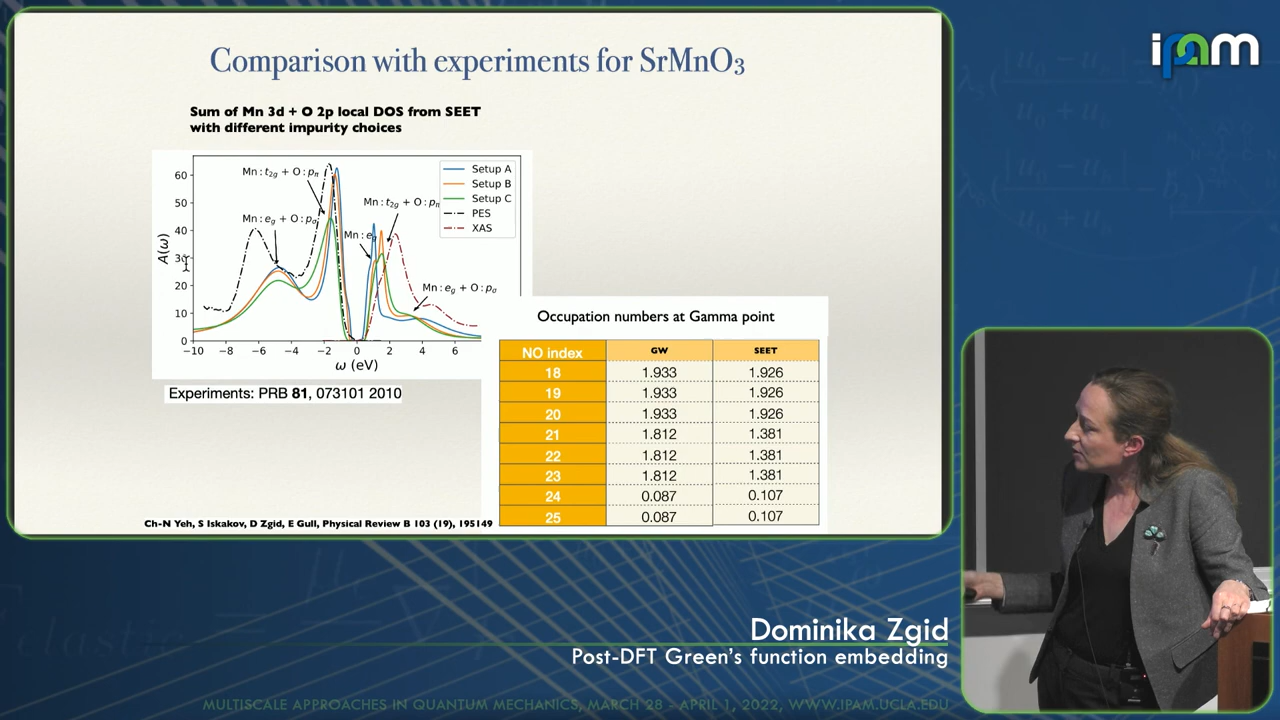 Comparison with experiments for SrMnO3
ipam
Sum of Mn 3d + O 2p local DOS from SEET
with different impurity choices
60
50
40
30
20
10
0
A(ω)
−10 −8 −6 −4 −2 0 2 4 6
ω (eV)
Mn: t2g + O: pπ
Mn: eg + O: pσ
Mn: t2g + O: pπ
Mn: eg
Mn: eg + O: pσ
Setup A
Setup B
Setup C
PES
XAS
Experiments: PRB 81, 073101 2010
Occupation numbers at Gamma point
NO index GW SEET
18 1.933 1.926
19 1.933 1.926
20 1.933 1.926
21 1.812 1.381
22 1.812 1.381
23 1.812 1.381
24 0.087 0.107
25 0.087 0.107
Ch-N Yeh, S Iskakov, D Zgid, E Gull, Physical Review B 103 (19), 195149
Dominika Zgid
Post-DFT Green's function embedding
MULTISCALE APPROACHES IN QUANTUM MECHANICS, MARCH 28 - APRIL 1, 2022, WWW.IPAM.UCLA.EDU